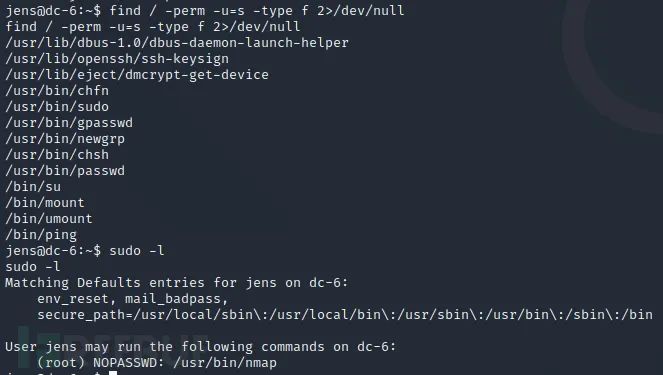 jens@dc-6:~$ find / -perm -u=s -type f 2>/dev/null
find / -perm -u=s -type f 2>/dev/null
/usr/lib/dbus-1.0/dbus-daemon-launch-helper
/usr/lib/openssh/ssh-keysign
/usr/lib/eject/dmcrypt-get-device
/usr/bin/chfn
/usr/bin/sudo
/usr/bin/gpasswd
/usr/bin/newgrp
/usr/bin/chsh
/usr/bin/passwd
/bin/su
/bin/mount
/bin/umount
/bin/ping
jens@dc-6:~$ sudo -l
sudo -l
Matching Defaults entries for jens on dc-6:
    env_reset, mail_badpass,
    secure_path=/usr/local/sbin\:/usr/local/bin\:/usr/sbin\:/usr/bin\:/sbin\:/bin

User jens may run the following commands on dc-6:
    (root) NOPASSWD: /usr/bin/nmap
jens@dc-6:~$